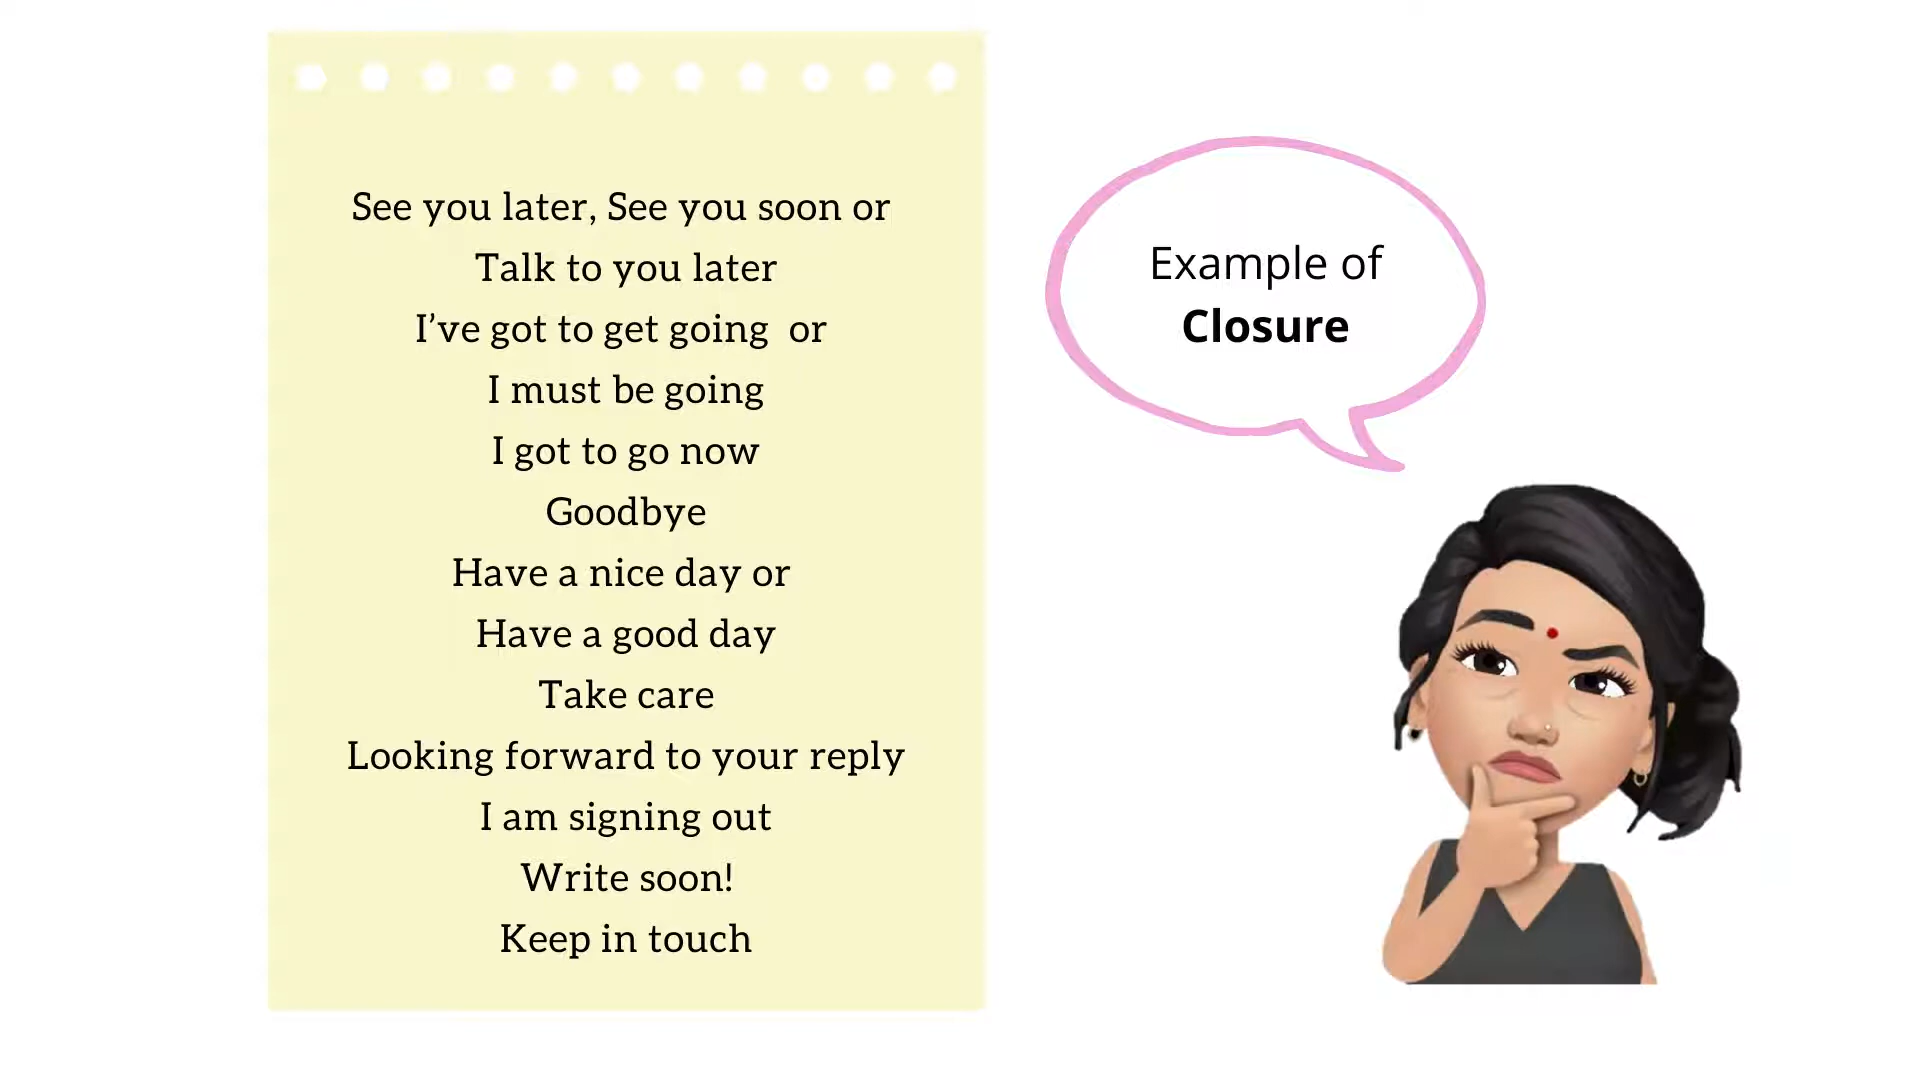 See you later, See you soon or
Talk to you later
I’ve got to get going  or
I must be going
I got to go now
Goodbye
Have a nice day or
Have a good day
Take care
Looking forward to your reply
I am signing out
Write soon!
Keep in touch
Example of
Closure